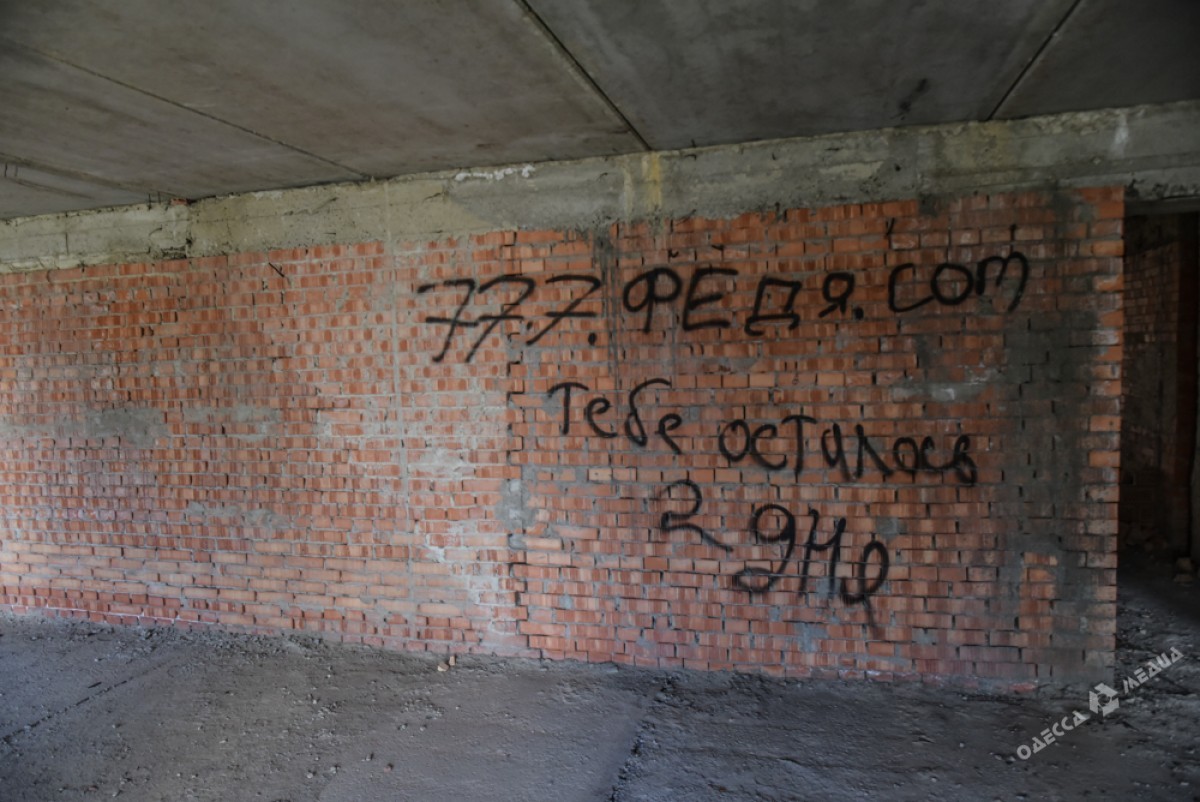 777.ФЕДЯ.com
Тебе осталось
2 дня
ОДЕССА МЕДИА